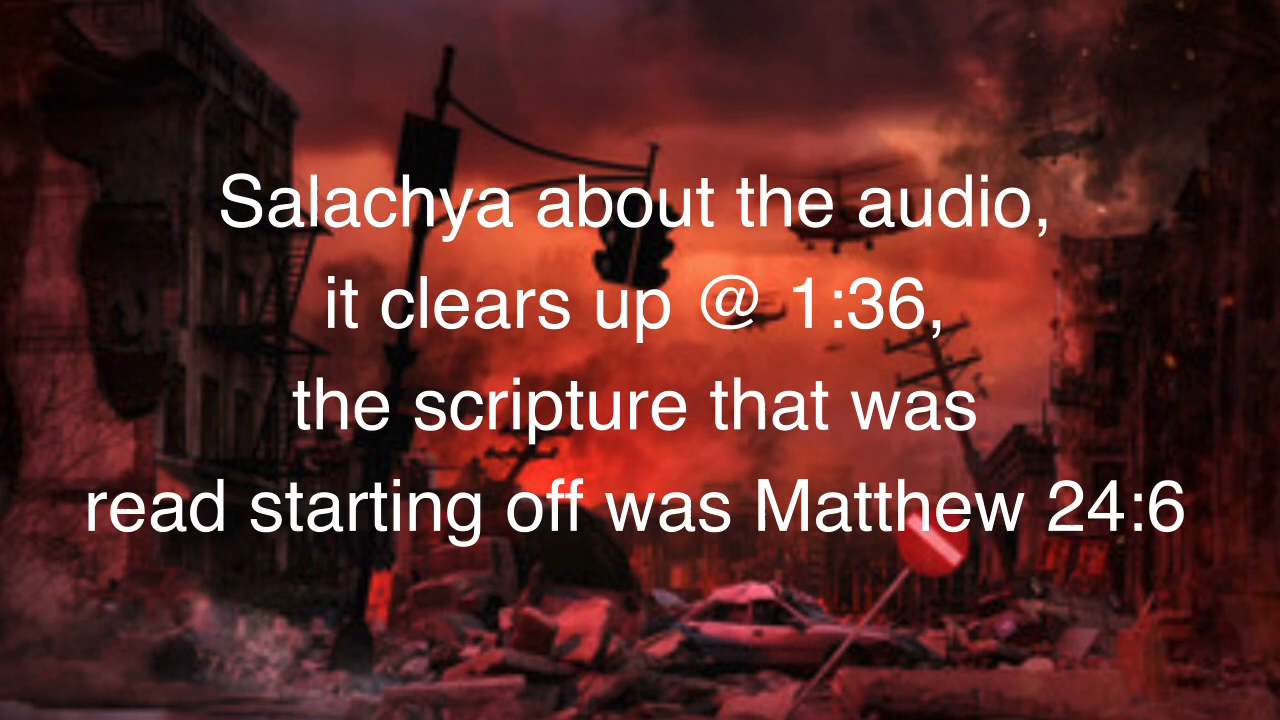 Salachya about the audio,
it clears up @ 1:36,
the scripture that was
read starting off was Matthew 24:6